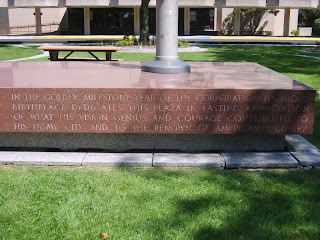 IN THE GOLDEN MILESTONE YEAR OF THE CORPORATION
BIRTHPLACE DEDICATES THIS PLAZA IN LASTING APPRECIATION
OF WHAT HIS VISION GENIUS AND COURAGE CONTRIBUTED TO
HIS HOME CITY AND TO THE RENOWN OF AMERICAN INDUSTRY